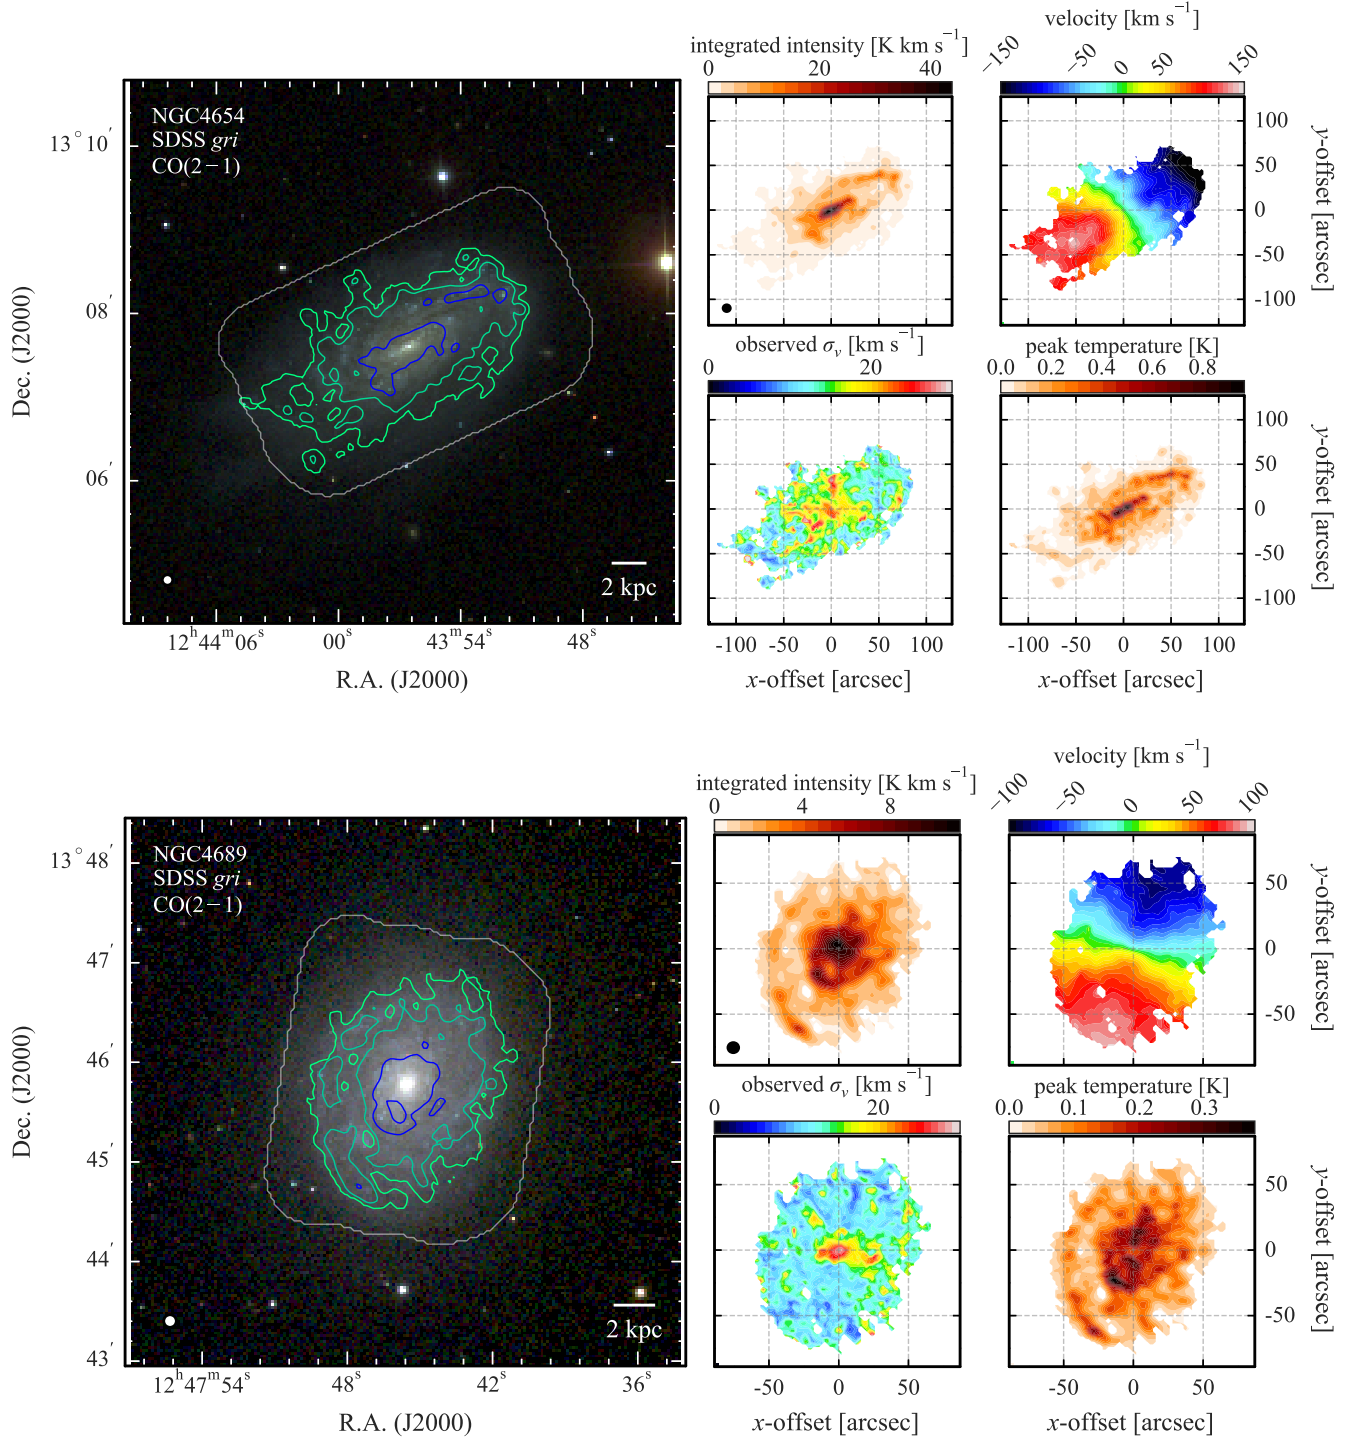 NGC4654
SDSS gri
CO(2−1)
13° 10′
08′
06′
Dec. (J2000)
2 kpc
12ʰ44ᵐ06ˢ 00ˢ 43ᵐ54ˢ 48ˢ
R.A. (J2000)
integrated intensity [K km s⁻¹]
0 22 44
velocity [km s⁻¹]
−150 −50 0 50 150
100
50
0
-50
-100
y-offset [arcsec]
observed σᵥ [km s⁻¹]
0 20
peak temperature [K]
0.0 0.2 0.4 0.6 0.8
100
50
0
-50
-100
y-offset [arcsec]
-100 -50 0 50 100
x-offset [arcsec]
-100 -50 0 50 100
x-offset [arcsec]
NGC4689
SDSS gri
CO(2−1)
13° 48′
47′
46′
45′
44′
43′
Dec. (J2000)
2 kpc
12ʰ47ᵐ54ˢ 48ˢ 42ˢ 36ˢ
R.A. (J2000)
integrated intensity [K km s⁻¹]
0 4 8
velocity [km s⁻¹]
−100 −50 0 50 100
50
0
-50
y-offset [arcsec]
observed σᵥ [km s⁻¹]
0 20
peak temperature [K]
0.0 0.1 0.2 0.3
50
0
-50
y-offset [arcsec]
-50 0 50
x-offset [arcsec]
-50 0 50
x-offset [arcsec]